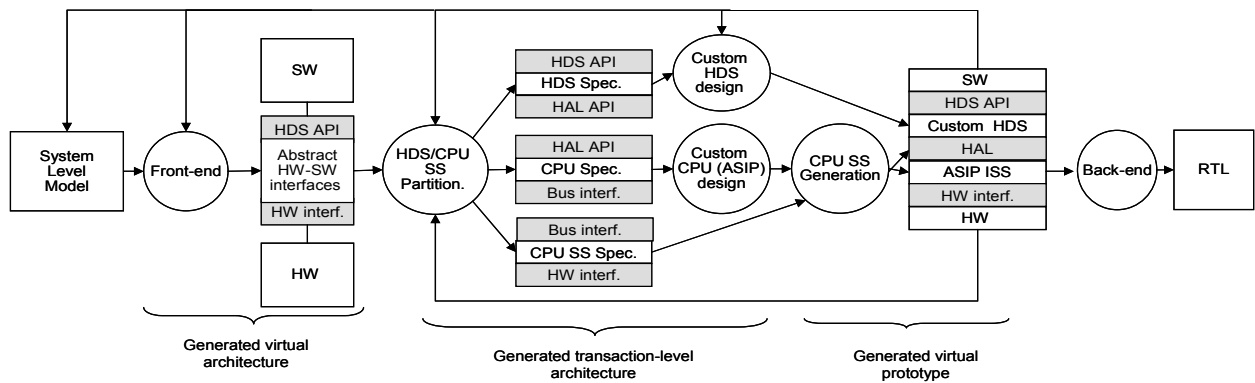 System
Level
Model
Front-end
SW
HDS API
Abstract
HW-SW
interfaces
HW interf.
HW
HDS/CPU
SS
Partition.
HDS API
HDS Spec.
HAL API
HAL API
CPU Spec.
Bus interf.
Bus interf.
CPU SS Spec.
HW interf.
Custom
HDS
design
Custom
CPU (ASIP)
design
CPU SS
Generation
SW
HDS API
Custom HDS
HAL
ASIP ISS
HW interf.
HW
Back-end
RTL
Generated virtual
architecture
Generated transaction-level
architecture
Generated virtual
prototype